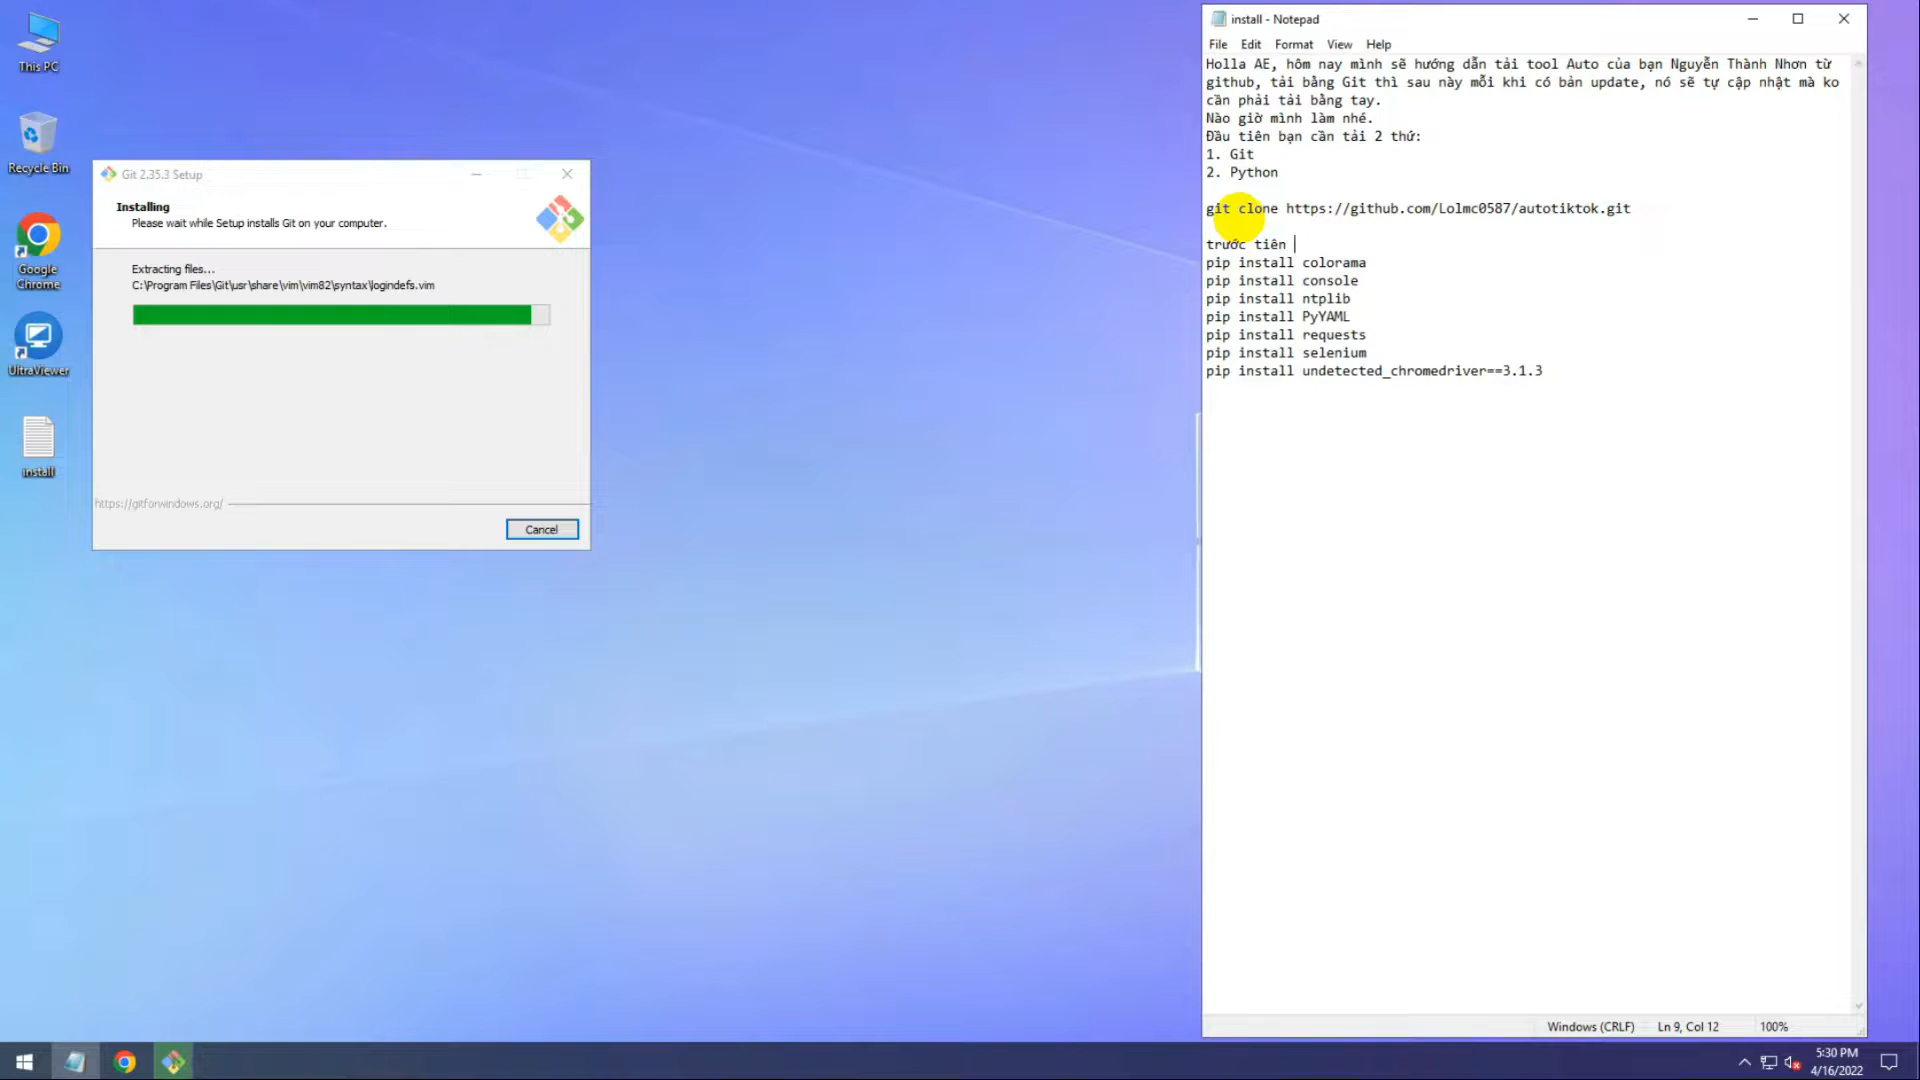 This PC
Recycle Bin
Google Chrome
UltraViewer
install
Git 2.35.3 Setup
Installing
Please wait while Setup installs Git on your computer.
Extracting files...
C:\Program Files\Git\usr\share\vim\vim82\syntax\logindefs.vim
https://gitforwindows.org/
Cancel
install - Notepad
File Edit Format View Help
Holla AE, hôm nay mình sẽ hướng dẫn tải tool Auto của bạn Nguyễn Thành Nhơn từ
github, tải bằng Git thì sau này mỗi khi có bản update, nó sẽ tự cập nhật mà ko
cần phải tải bằng tay.
Nào giờ mình làm nhé.
Đầu tiên bạn cần tải 2 thứ:
1. Git
2. Python
git clone https://github.com/Lolmc0587/autotiktok.git
trước tiên
pip install colorama
pip install console
pip install ntplib
pip install PyYAML
pip install requests
pip install selenium
pip install undetected_chromedriver==3.1.3
Windows (CRLF) Ln 9, Col 12 100%
5:30 PM
4/16/2022